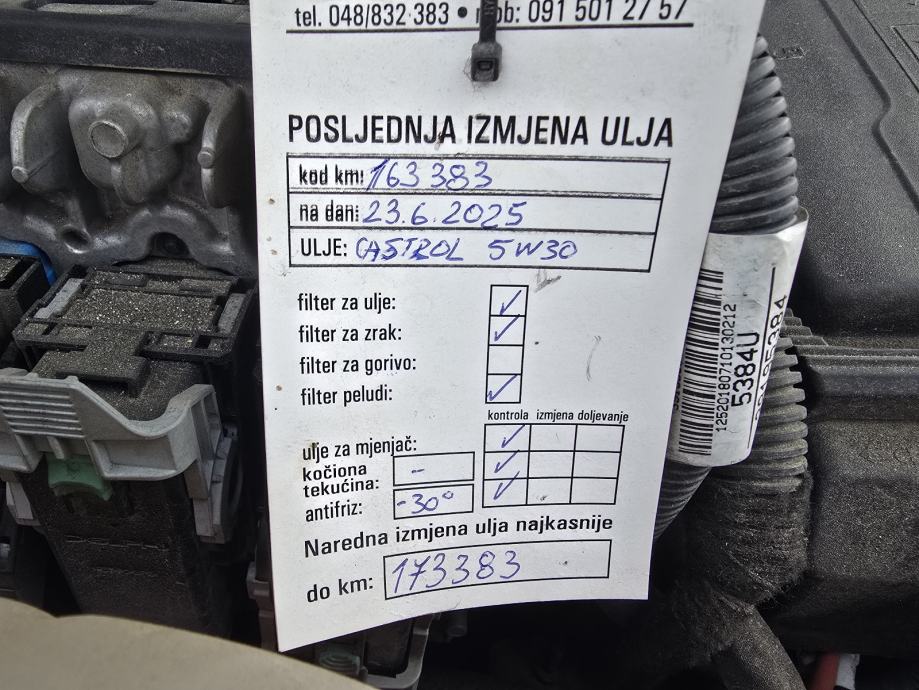 tel. 048/832 383 • mob: 091 501 27 57
POSLJEDNJA IZMJENA ULJA
kod km: 163 383
na dan: 23.6.2025
ULJE: CASTROL 5W30
filter za ulje: ✓
filter za zrak: ✓
filter za gorivo:
filter peludi: ✓
kontrola izmjena doljevanje
ulje za mjenjač: ✓
kočiona
tekućina: - ✓
antifriz: -30° ✓
Naredna izmjena ulja najkasnije
do km: 173383
12520180710130212
5384U